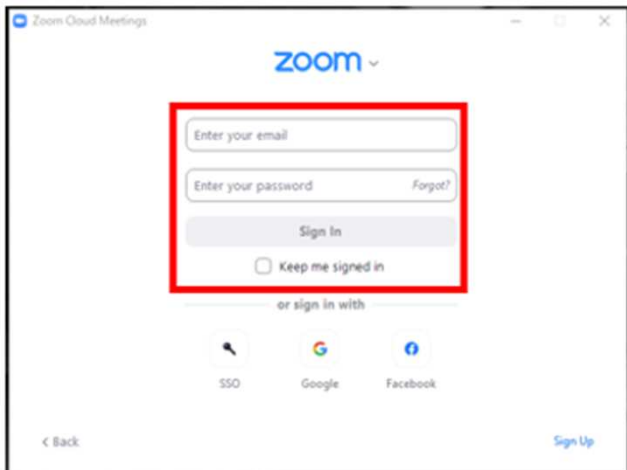 Zoom Cloud Meetings
zoom
Enter your email
Enter your password Forgot?
Sign In
Keep me signed in
or sign in with
SSO Google Facebook
< Back Sign Up